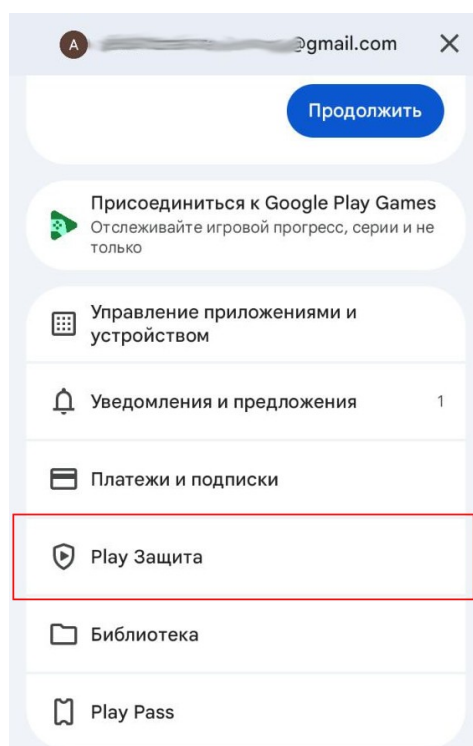 A @gmail.com
Продолжить
Присоединиться к Google Play Games
Отслеживайте игровой прогресс, серии и не
только
Управление приложениями и
устройством
Уведомления и предложения 1
Платежи и подписки
Play Защита
Библиотека
Play Pass